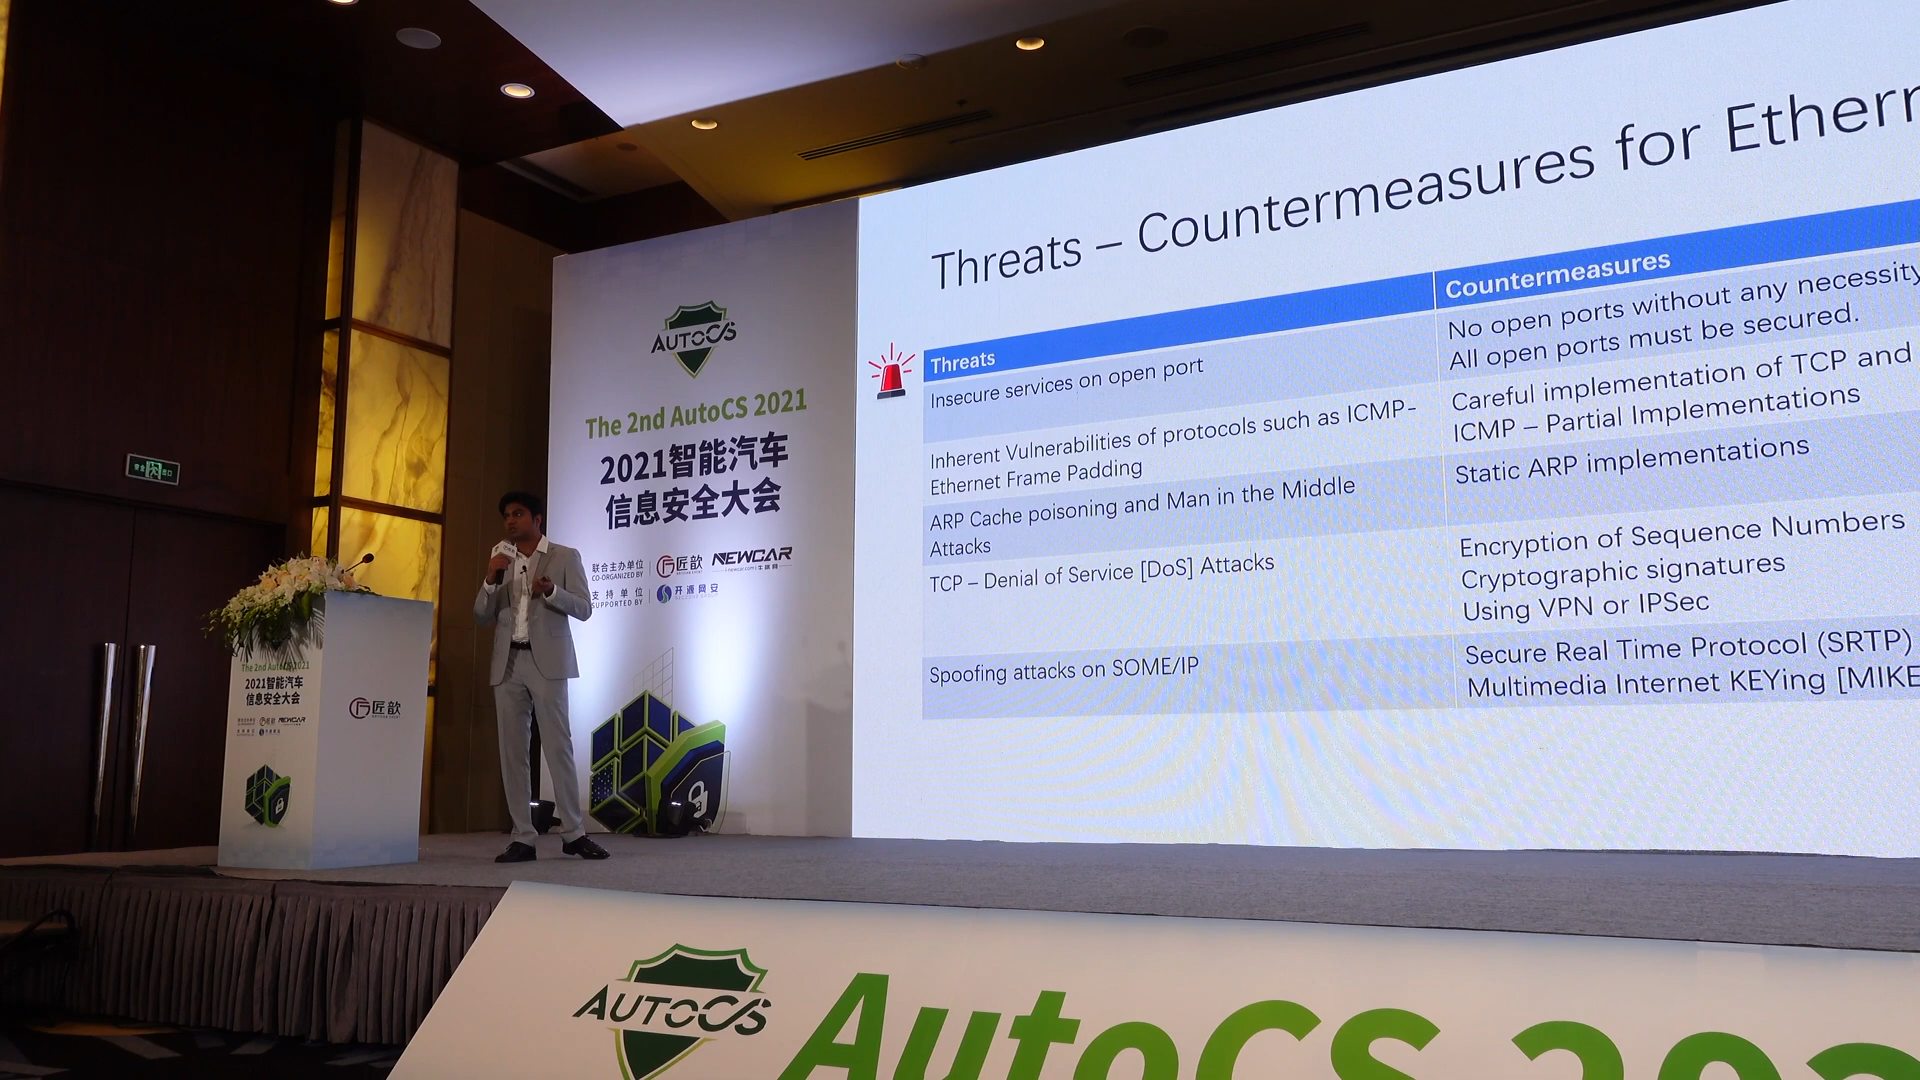 Threats – Countermeasures for Ethern
Threats
Countermeasures
Insecure services on open port
No open ports without any necessity
All open ports must be secured.
Inherent Vulnerabilities of protocols such as ICMP-
Ethernet Frame Padding
Careful implementation of TCP and
ICMP – Partial Implementations
ARP Cache poisoning and Man in the Middle
Attacks
Static ARP implementations
TCP – Denial of Service [DoS] Attacks
Encryption of Sequence Numbers
Cryptographic signatures
Using VPN or IPSec
Spoofing attacks on SOME/IP
Secure Real Time Protocol (SRTP)
Multimedia Internet KEYing [MIKE
AUTOCS
The 2nd AutoCS 2021
2021智能汽车
信息安全大会
联合主办单位
CO-ORGANIZED BY
匠歆
NEWCAR
支持单位
SUPPORTED BY
开源网安
The 2nd AutoCS 2021
2021智能汽车
信息安全大会
匠歆
NEWCAR
匠歆
AUTOCS
AutoCS 202